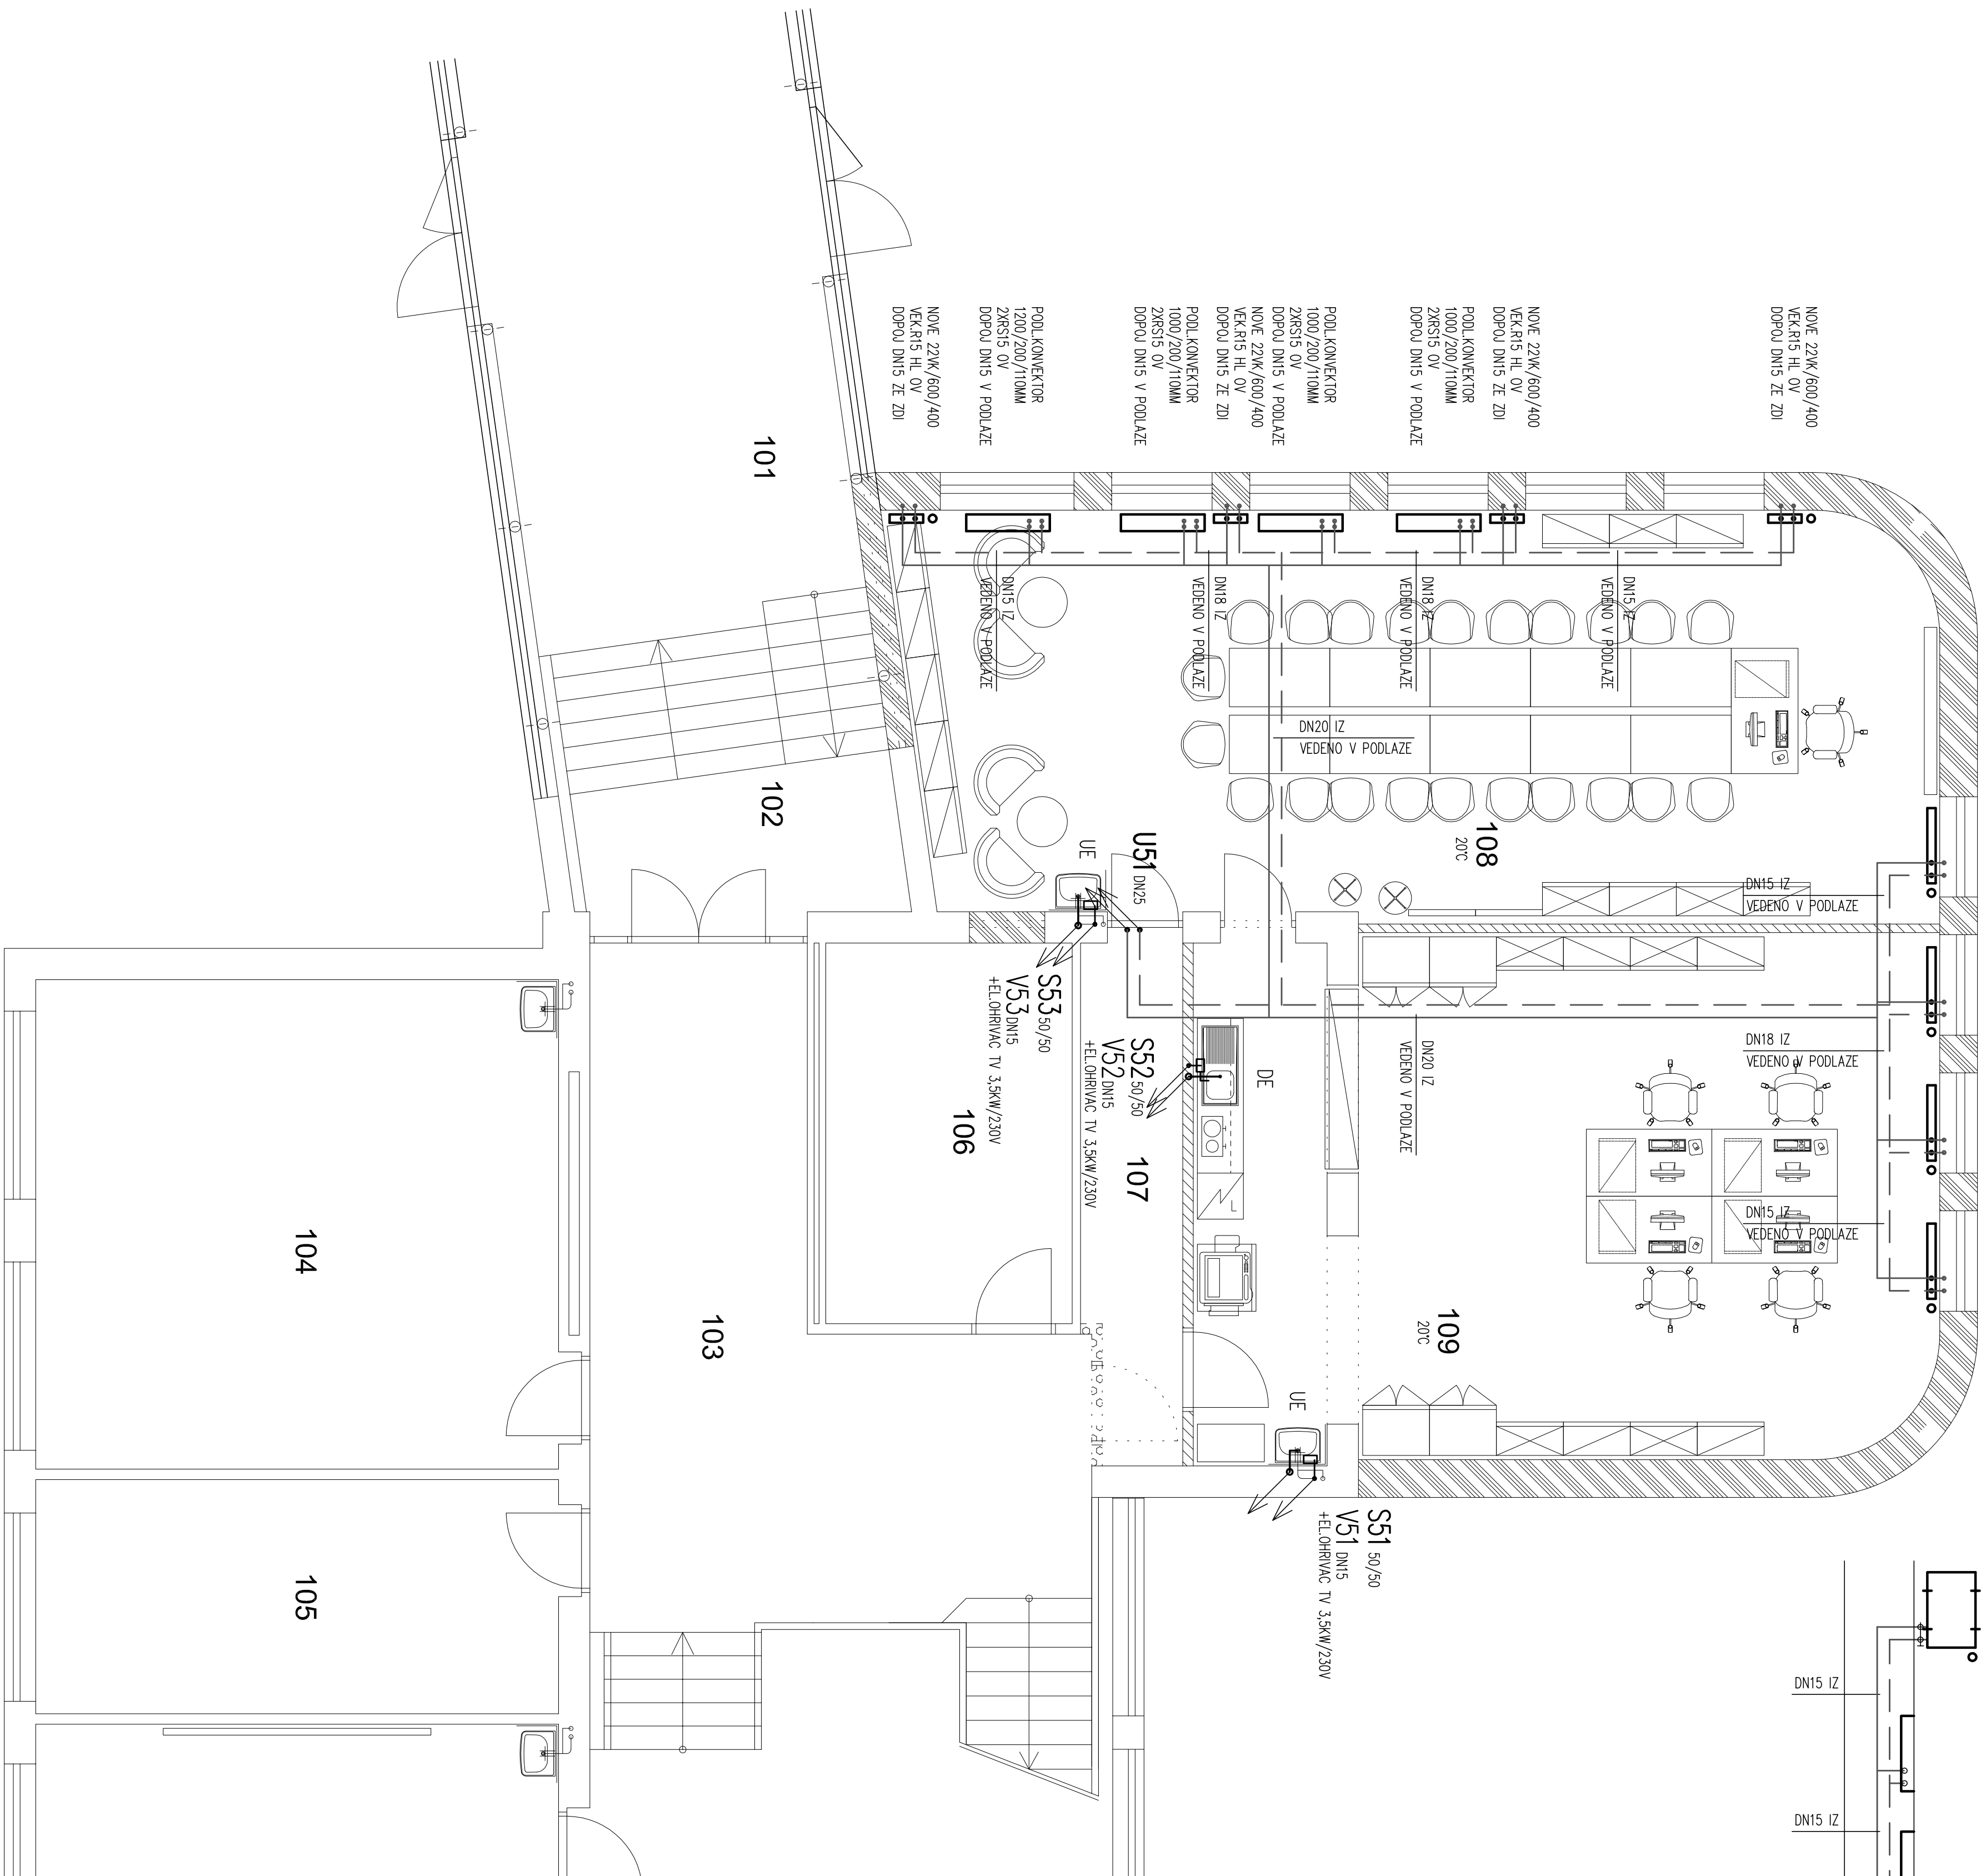 NOVE 22VK/600/400
VEK.R15 HL OV
DOPOJ DN15 ZE ZDI
PODL.KONVEKTOR
1200/200/110MM
2XRS15 OV
DOPOJ DN15 V PODLAZE
PODL.KONVEKTOR
1000/200/110MM
2XRS15 OV
DOPOJ DN15 V PODLAZE
NOVE 22VK/600/400
VEK.R15 HL OV
DOPOJ DN15 ZE ZDI
PODL.KONVEKTOR
1000/200/110MM
2XRS15 OV
DOPOJ DN15 V PODLAZE
PODL.KONVEKTOR
1000/200/110MM
2XRS15 OV
DOPOJ DN15 V PODLAZE
NOVE 22VK/600/400
VEK.R15 HL OV
DOPOJ DN15 ZE ZDI
NOVE 22VK/600/400
VEK.R15 HL OV
DOPOJ DN15 ZE ZDI
101
DN15 IZ
VEDENO V PODLAZE
DN18 IZ
VEDENO V PODLAZE
DN18 IZ
VEDENO V PODLAZE
DN15 IZ
VEDENO V PODLAZE
DN20 IZ
VEDENO V PODLAZE
102
UE
U51 DN25
108
20°C
DN15 IZ
VEDENO V PODLAZE
S53 50/50
V53 DN15
+EL.OHRIVAC TV 3,5KW/230V
S52 50/50
V52 DN15
+EL.OHRIVAC TV 3,5KW/230V
DE
DN20 IZ
VEDENO V PODLAZE
DN18 IZ
VEDENO V PODLAZE
106
107
L
DN15 IZ
VEDENO V PODLAZE
104
103
109
20°C
UE
S51 50/50
V51 DN15
+EL.OHRIVAC TV 3,5KW/230V
105
DN15 IZ
DN15 IZ